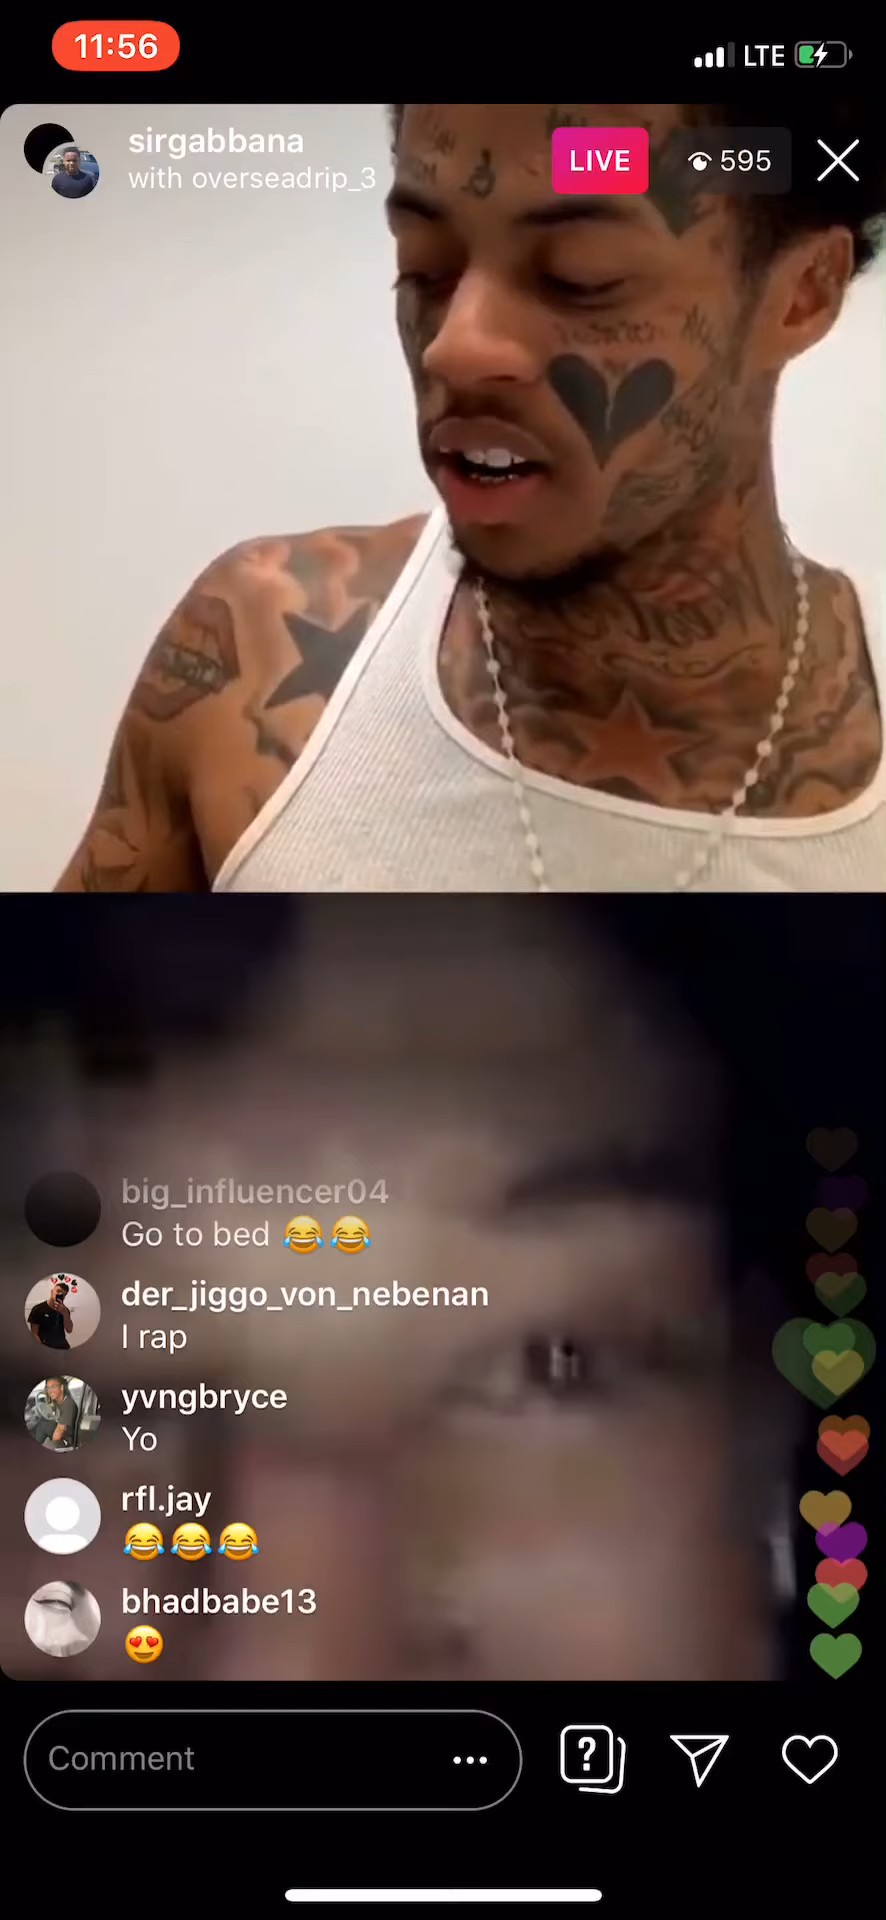 11:56
LTE
sirgabbana
with overseadrip_3
LIVE
595
big_influencer04
Go to bed 😂😂
der_jiggo_von_nebenan
I rap
yvngbryce
Yo
rfl.jay
😂😂😂
bhadbabe13
😍
Comment